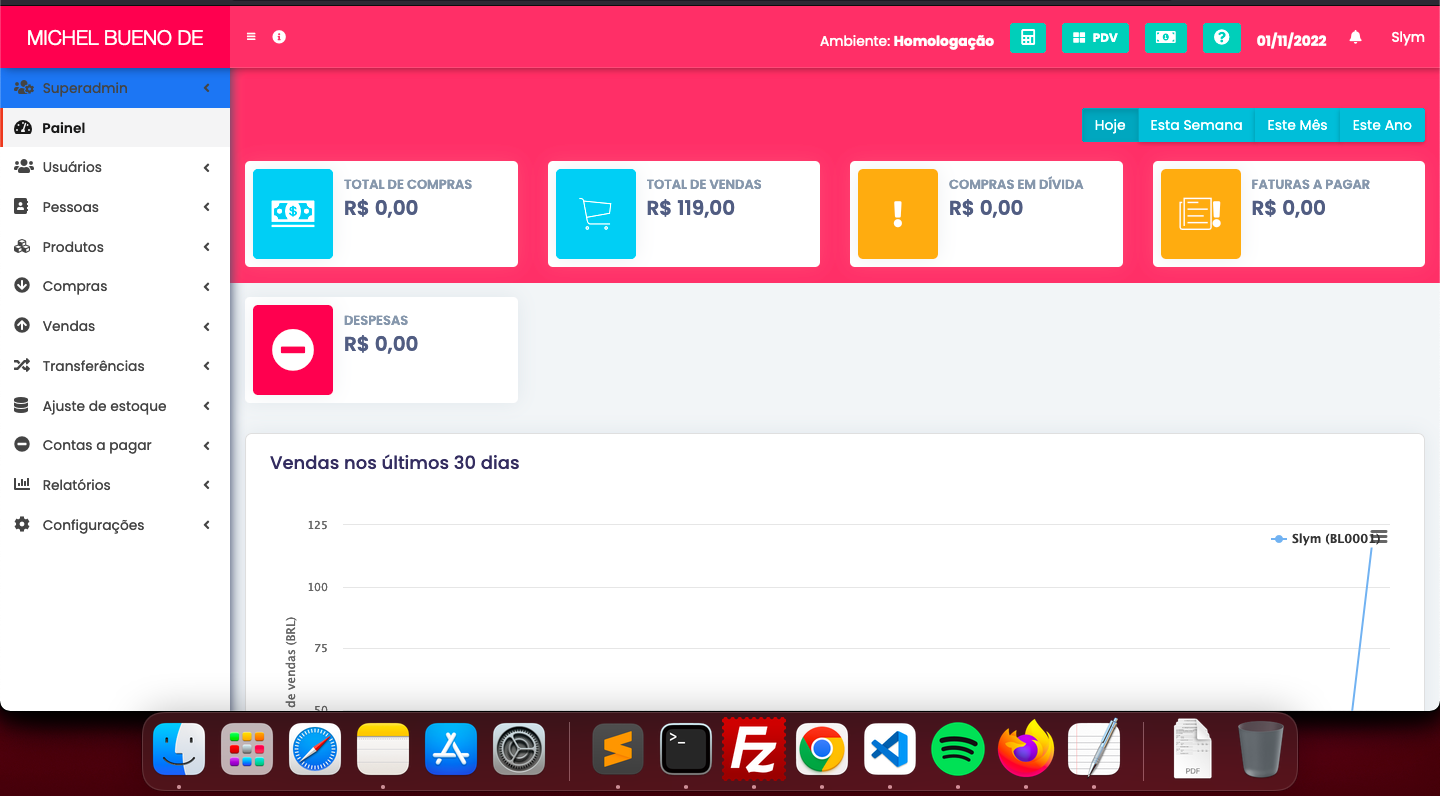 MICHEL BUENO DE
Ambiente: Homologação
PDV
01/11/2022
Slym
Superadmin
Painel
Usuários
Pessoas
Produtos
Compras
Vendas
Transferências
Ajuste de estoque
Contas a pagar
Relatórios
Configurações
Hoje
Esta Semana
Este Mês
Este Ano
TOTAL DE COMPRAS
R$ 0,00
TOTAL DE VENDAS
R$ 119,00
COMPRAS EM DÍVIDA
R$ 0,00
FATURAS A PAGAR
R$ 0,00
DESPESAS
R$ 0,00
Vendas nos últimos 30 dias
125
100
75
50
de vendas (BRL)
Slym (BL0001)
>_
Fz
PDF